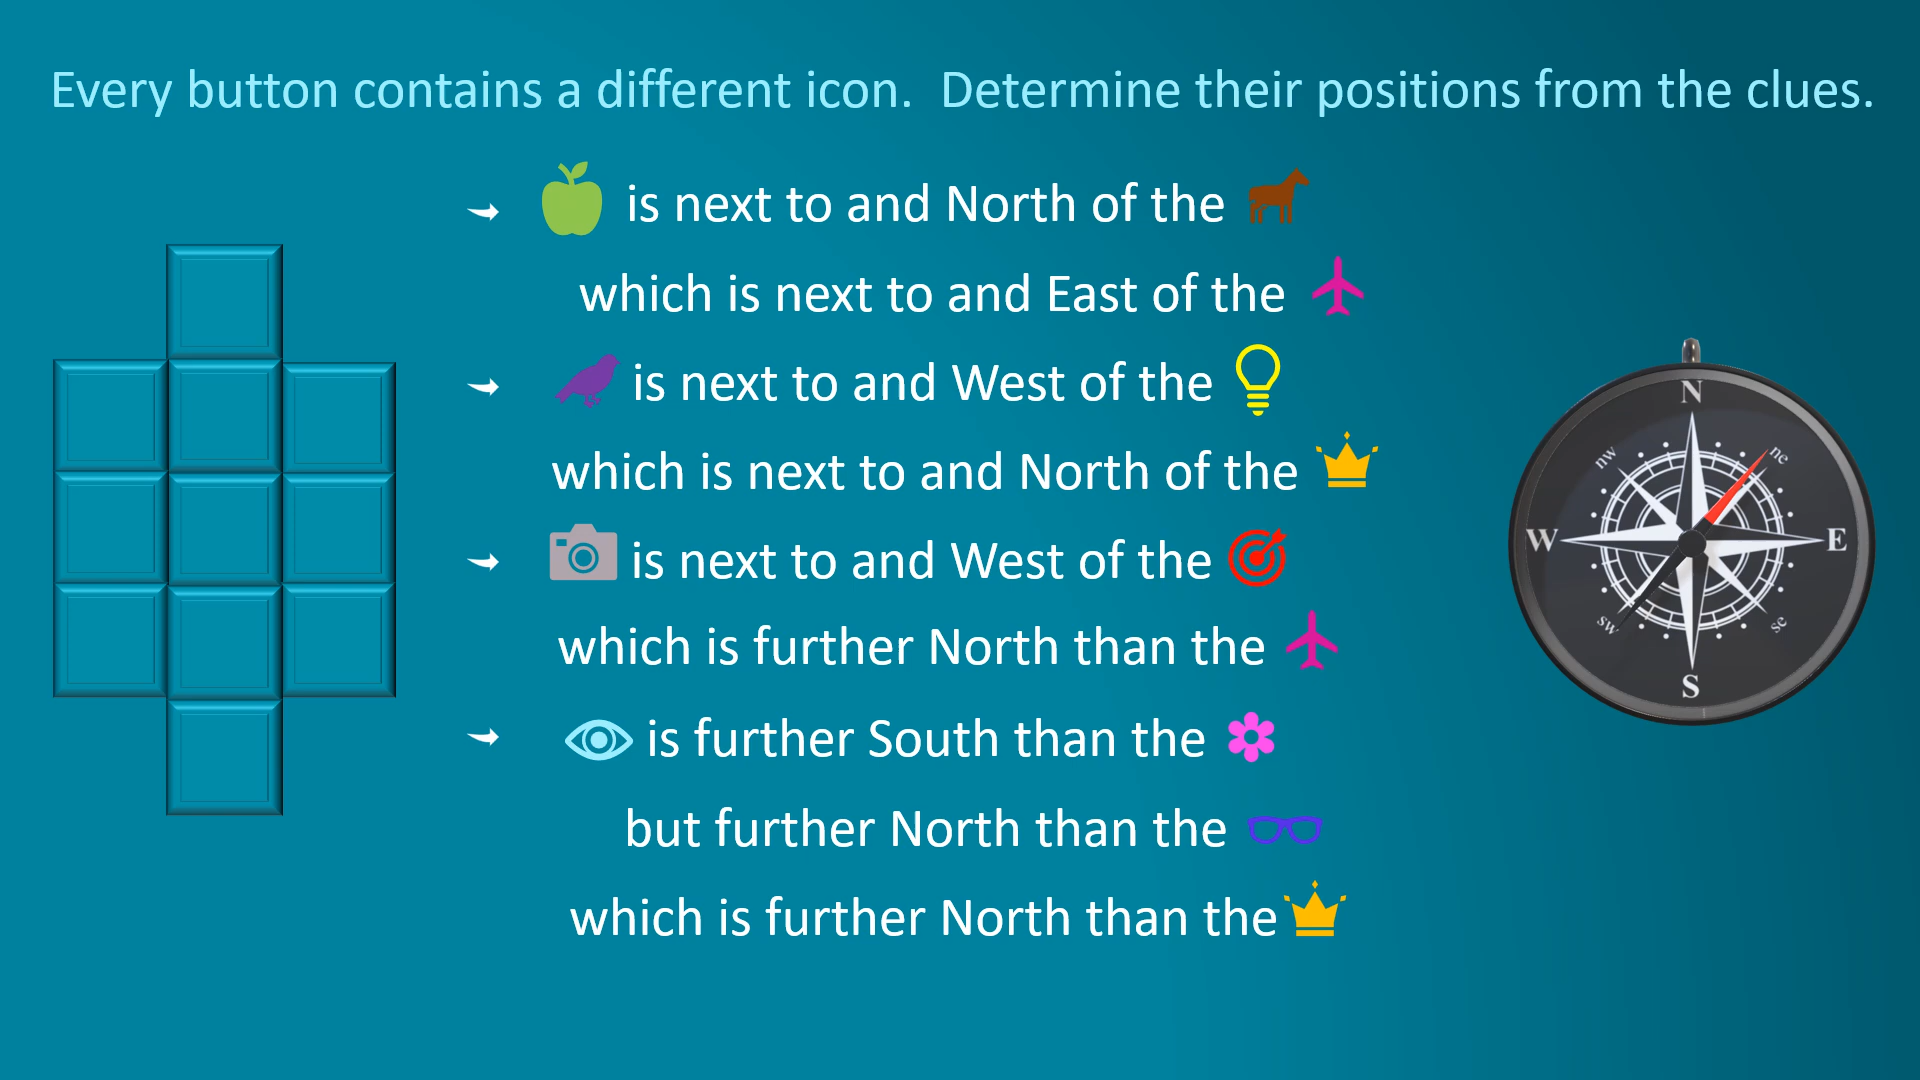 Every button contains a different icon. Determine their positions from the clues.
is next to and North of the
which is next to and East of the
is next to and West of the
which is next to and North of the
is next to and West of the
which is further North than the
is further South than the
but further North than the
which is further North than the
N
nw ne
W E
sw se
S